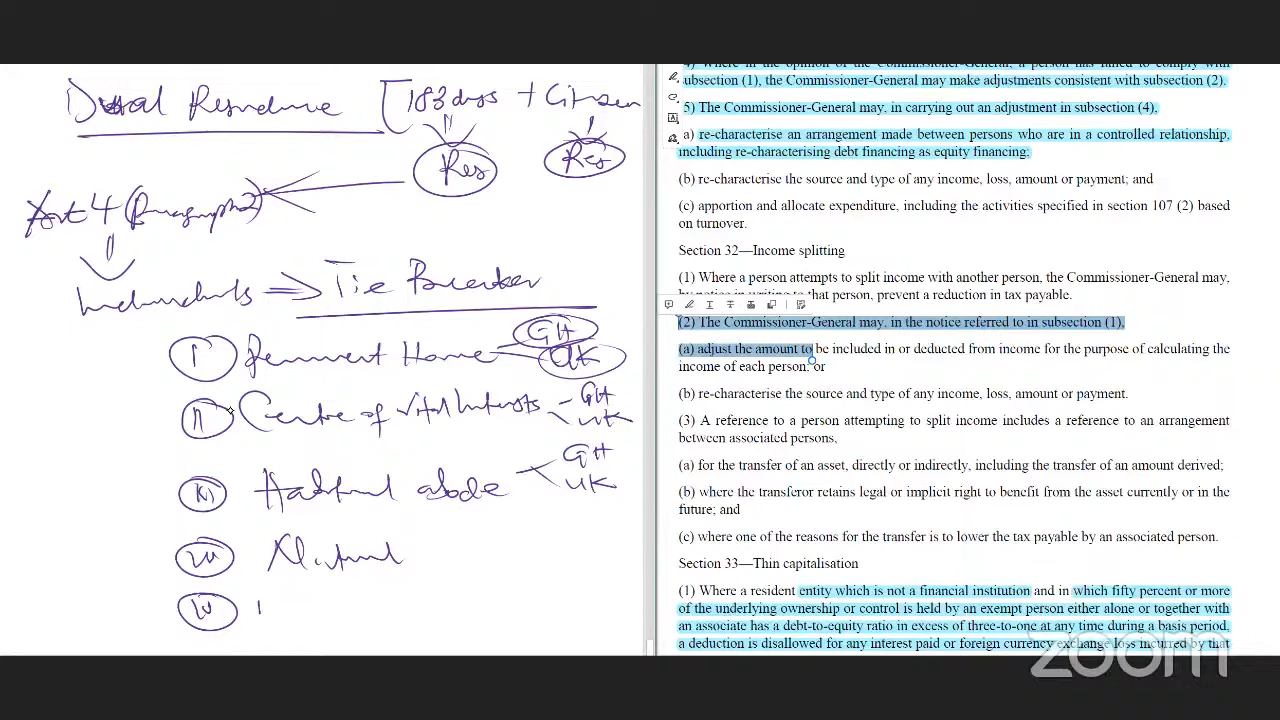 Dual Residence [183 days + Citizen
Res Res
Art 4 (Paragraph 2)
Individuals ⇒ Tie Breaker
I Permanent Home GH
UK
II Centre of Vital Interests - GH
UK
III Habitual abode GH
UK
subsection (1), the Commissioner-General may make adjustments consistent with subsection (2).
5) The Commissioner-General may, in carrying out an adjustment in subsection (4),
a) re-characterise an arrangement made between persons who are in a controlled relationship,
including re-characterising debt financing as equity financing;
(b) re-characterise the source and type of any income, loss, amount or payment; and
(c) apportion and allocate expenditure, including the activities specified in section 107 (2) based
on turnover.
Section 32—Income splitting
(1) Where a person attempts to split income with another person, the Commissioner-General may,
by notice in writing to that person, prevent a reduction in tax payable.
(2) The Commissioner-General may, in the notice referred to in subsection (1),
(a) adjust the amount to be included in or deducted from income for the purpose of calculating the
income of each person; or
(b) re-characterise the source and type of any income, loss, amount or payment.
(3) A reference to a person attempting to split income includes a reference to an arrangement
between associated persons,
(a) for the transfer of an asset, directly or indirectly, including the transfer of an amount derived;
(b) where the transferor retains legal or implicit right to benefit from the asset currently or in the
future; and
(c) where one of the reasons for the transfer is to lower the tax payable by an associated person.
Section 33—Thin capitalisation
(1) Where a resident entity which is not a financial institution and in which fifty percent or more
of the underlying ownership or control is held by an exempt person either alone or together with
an associate has a debt-to-equity ratio in excess of three-to-one at any time during a basis period,
a deduction is disallowed for any interest paid or foreign currency exchange loss incurred by that
zoom